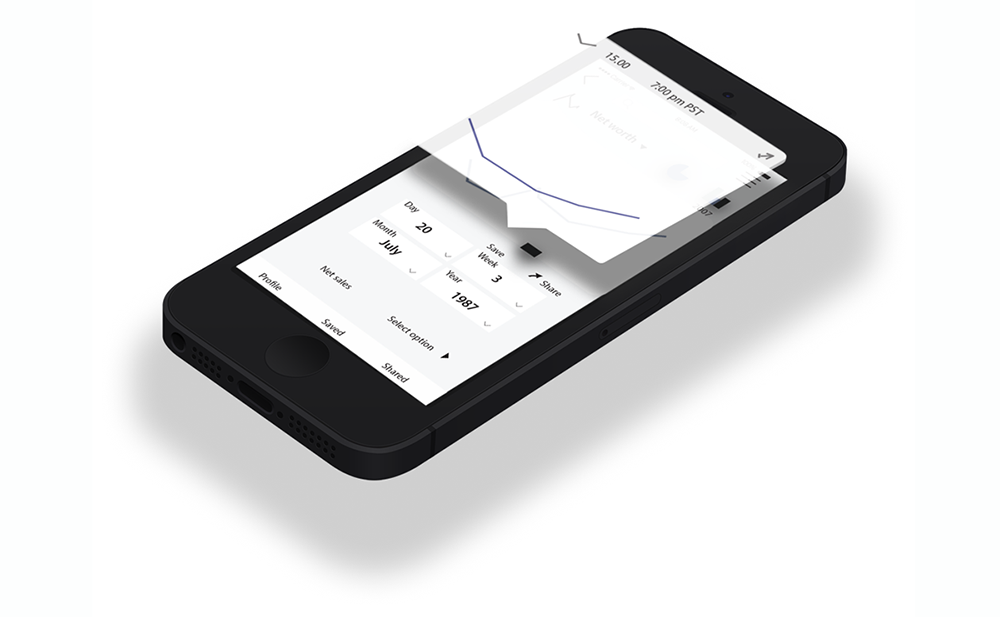 15.00
7:00 pm PST
Net worth
Day
20
Month
July
Save
Week
3
Share
Year
1987
Net sales
Select option
Profile
Saved
Shared